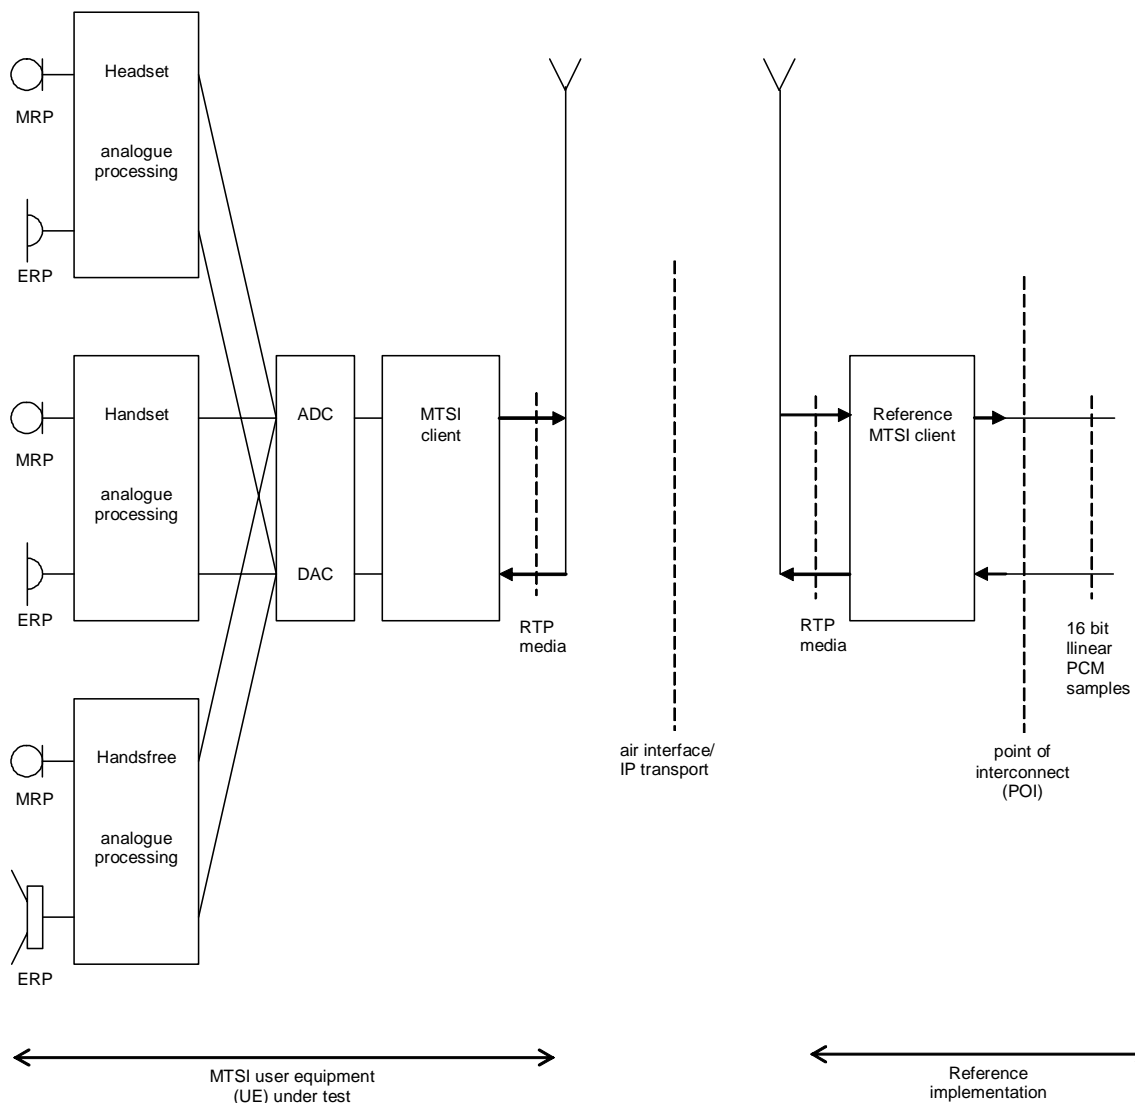 Headset
MRP
analogue
processing
ERP
Handset
MRP
analogue
processing
ERP
Handsfree
MRP
analogue
processing
ERP
ADC
DAC
MTSI
client
RTP
media
air interface/
IP transport
RTP
media
Reference
MTSI client
point of
interconnect
(POI)
16 bit
llinear
PCM
samples
MTSI user equipment
(UE) under test
Reference
implementation